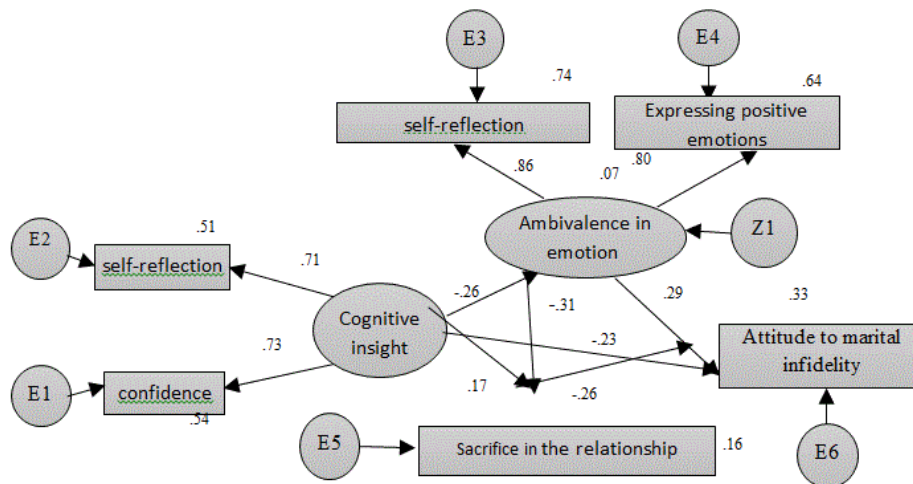 E3
E4
.74
.64
self-reflection
Expressing positive
emotions
.86
.07
.80
E2
.51
Ambivalence in
emotion
Z1
self-reflection
.71
-.26
-.31
.29
.33
Cognitive
insight
-.23
Attitude to marital
infidelity
.73
E1
confidence
.17
-.26
.54
E5
Sacrifice in the relationship
.16
E6